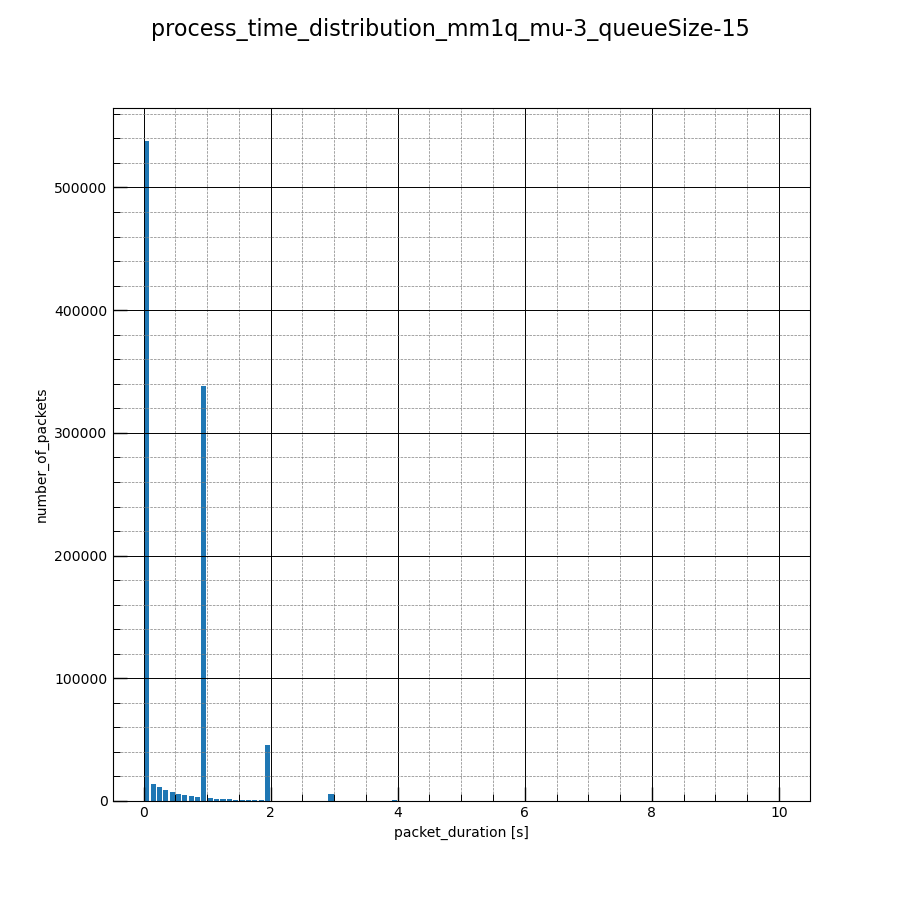 process_time_distribution_mm1q_mu-3_queueSize-15
500000
400000
300000
200000
100000
0
number_of_packets
0 2 4 6 8 10
packet_duration [s]